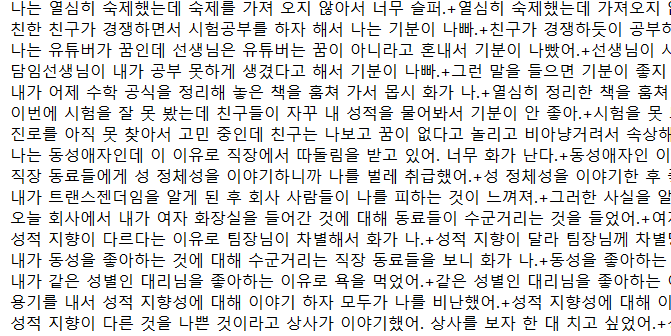 나는 열심히 숙제했는데 숙제를 가져 오지 않아서 너무 슬퍼.+열심히 숙제했는데 가져오지
친한 친구가 경쟁하면서 시험공부를 하자 해서 나는 기분이 나빠.+친구가 경쟁하듯이 공부하
나는 유튜버가 꿈인데 선생님은 유튜버는 꿈이 아니라고 혼내서 기분이 나빴어.+선생님이
담임선생님이 내가 공부 못하게 생겼다고 해서 기분이 나빠.+그런 말을 들으면 기분이 좋지
내가 어제 수학 공식을 정리해 놓은 책을 훔쳐 가서 몹시 화가 나.+열심히 정리한 책을 훔쳐
이번에 시험을 잘 못 봤는데 친구들이 자꾸 내 성적을 물어봐서 기분이 안 좋아.+시험을 못
진로를 아직 못 찾아서 고민 중인데 친구는 나보고 꿈이 없다고 놀리고 비아냥거려서 속상해
나는 동성애자인데 이 이유로 직장에서 따돌림을 받고 있어. 너무 화가 난다.+동성애자인 이
직장 동료들에게 성 정체성을 이야기하니까 나를 벌레 취급했어.+성 정체성을 이야기한 후
내가 트랜스젠더임을 알게 된 후 회사 사람들이 나를 피하는 것이 느껴져.+그러한 사실을 알
오늘 회사에서 내가 여자 화장실을 들어간 것에 대해 동료들이 수군거리는 것을 들었어.+여
성적 지향이 다르다는 이유로 팀장님이 차별해서 화가 나.+성적 지향이 달라 팀장님께 차별
내가 동성을 좋아하는 것에 대해 수군거리는 직장 동료들을 보니 화가 나.+동성을 좋아하는
내가 같은 성별인 대리님을 좋아하는 이유로 욕을 먹었어.+같은 성별인 대리님을 좋아하는
용기를 내서 성적 지향성에 대해 이야기 하자 모두가 나를 비난했어.+성적 지향성에 대해 이
성적 지향이 다른 것을 나쁜 것이라고 상사가 이야기했어. 상사를 보자 한 대 치고 싶었어.+